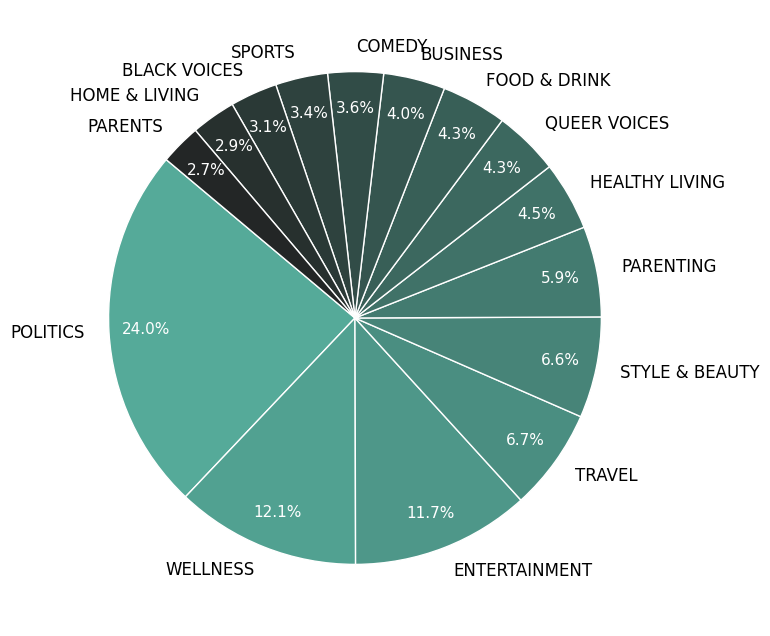 COMEDY
SPORTS
BUSINESS
BLACK VOICES
FOOD & DRINK
HOME & LIVING
3.6%
3.4%
4.0%
QUEER VOICES
PARENTS
3.1%
4.3%
2.9%
4.3%
2.7%
HEALTHY LIVING
4.5%
PARENTING
5.9%
POLITICS
24.0%
6.6%
STYLE & BEAUTY
6.7%
TRAVEL
12.1%
11.7%
WELLNESS
ENTERTAINMENT